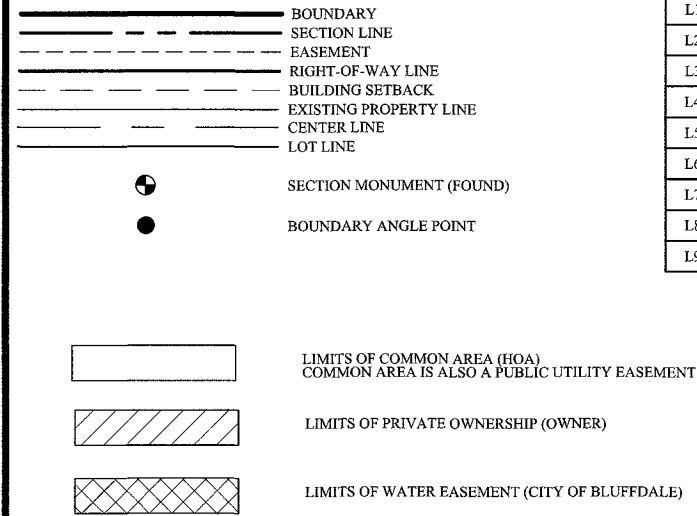 BOUNDARY
SECTION LINE
EASEMENT
RIGHT-OF-WAY LINE
BUILDING SETBACK
EXISTING PROPERTY LINE
CENTER LINE
LOT LINE
SECTION MONUMENT (FOUND)
BOUNDARY ANGLE POINT
LIMITS OF COMMON AREA (HOA)
COMMON AREA IS ALSO A PUBLIC UTILITY EASEMENT
LIMITS OF PRIVATE OWNERSHIP (OWNER)
LIMITS OF WATER EASEMENT (CITY OF BLUFFDALE)
L1
L2
L3
L4
L5
L6
L7
L8
L9